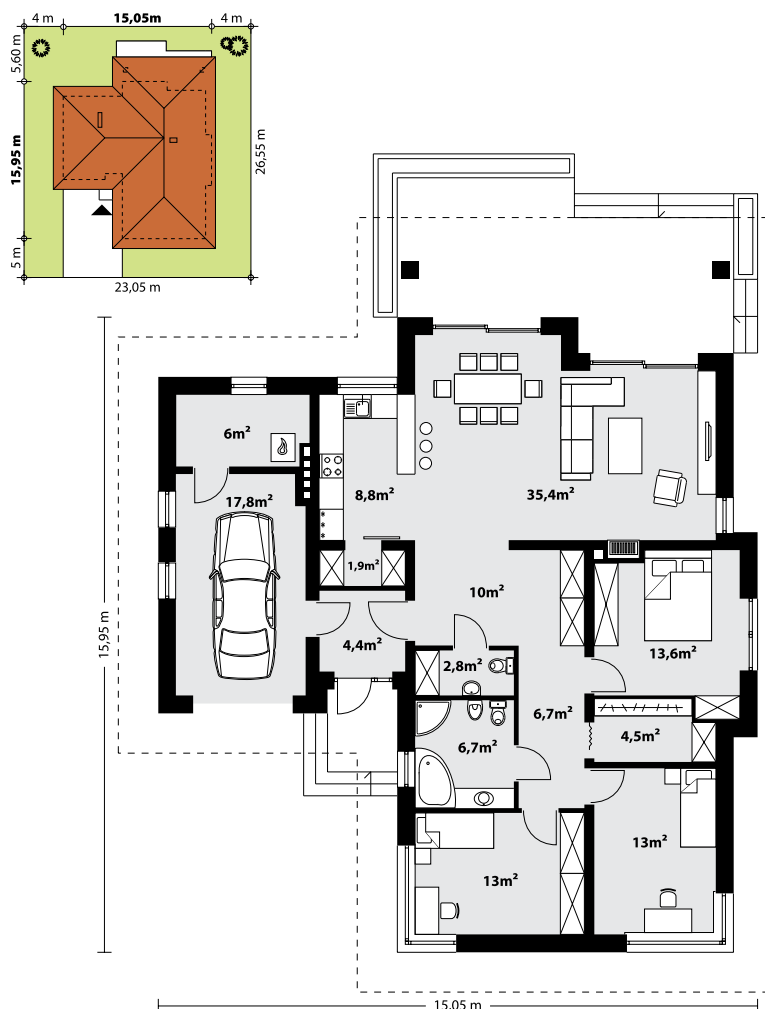 4 m
15,05m
4 m
5,60 m
15,95 m
5 m
26,55 m
23,05 m
6m²
17,8m²
8,8m²
35,4m²
1,9m²
10m²
4,4m²
2,8m²
13,6m²
6,7m²
4,5m²
6,7m²
13m²
13m²
15,95 m
15,05 m